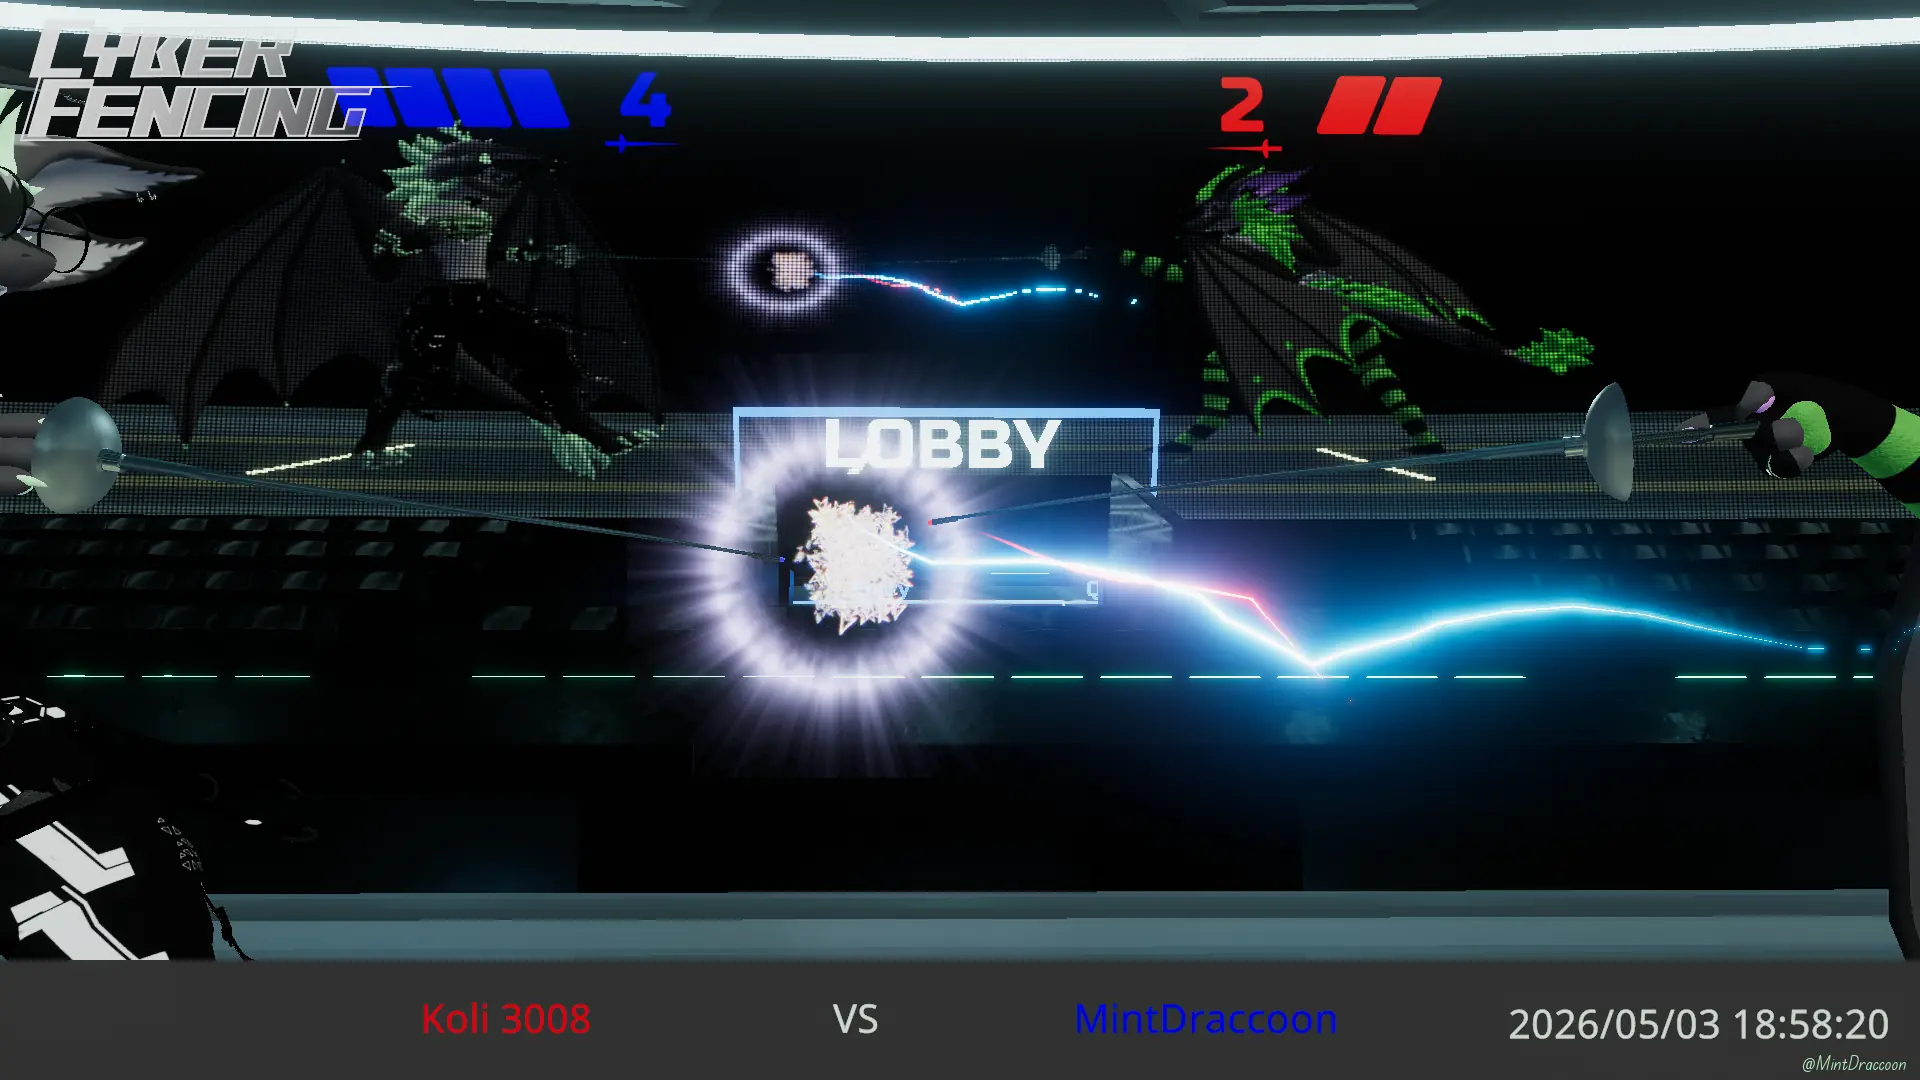 CYBER
FENCING
4
2
LOBBY
Koli 3008
VS
MintDraccoon
2026/05/03 18:58:20
@MintDraccoon